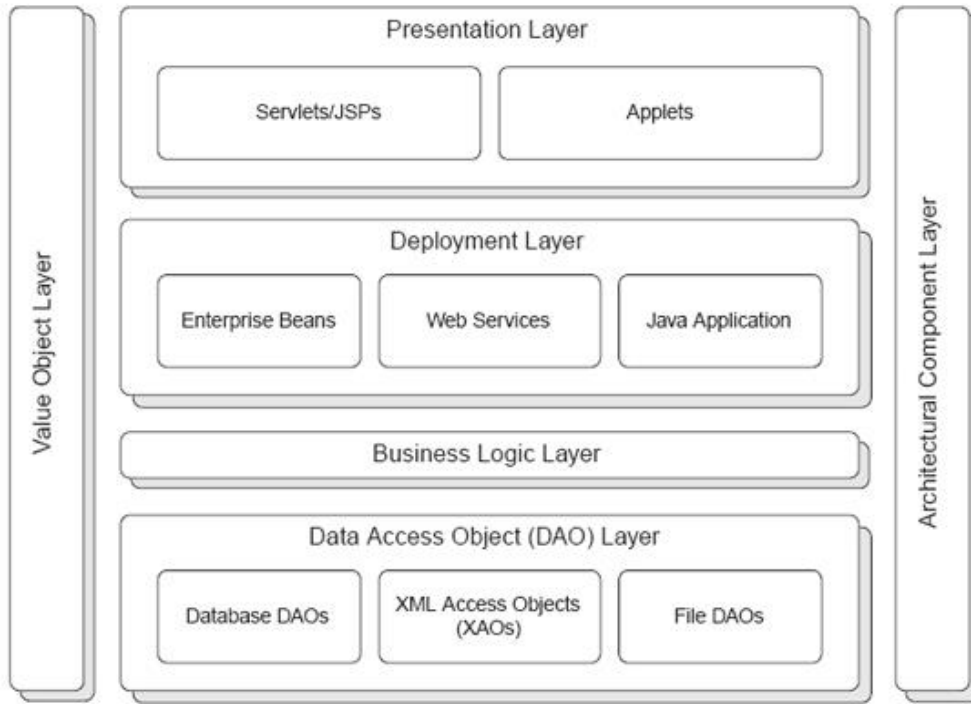 Value Object Layer
Presentation Layer
Servlets/JSPs
Applets
Deployment Layer
Enterprise Beans
Web Services
Java Application
Business Logic Layer
Data Access Object (DAO) Layer
Database DAOs
XML Access Objects
(XAOs)
File DAOs
Architectural Component Layer